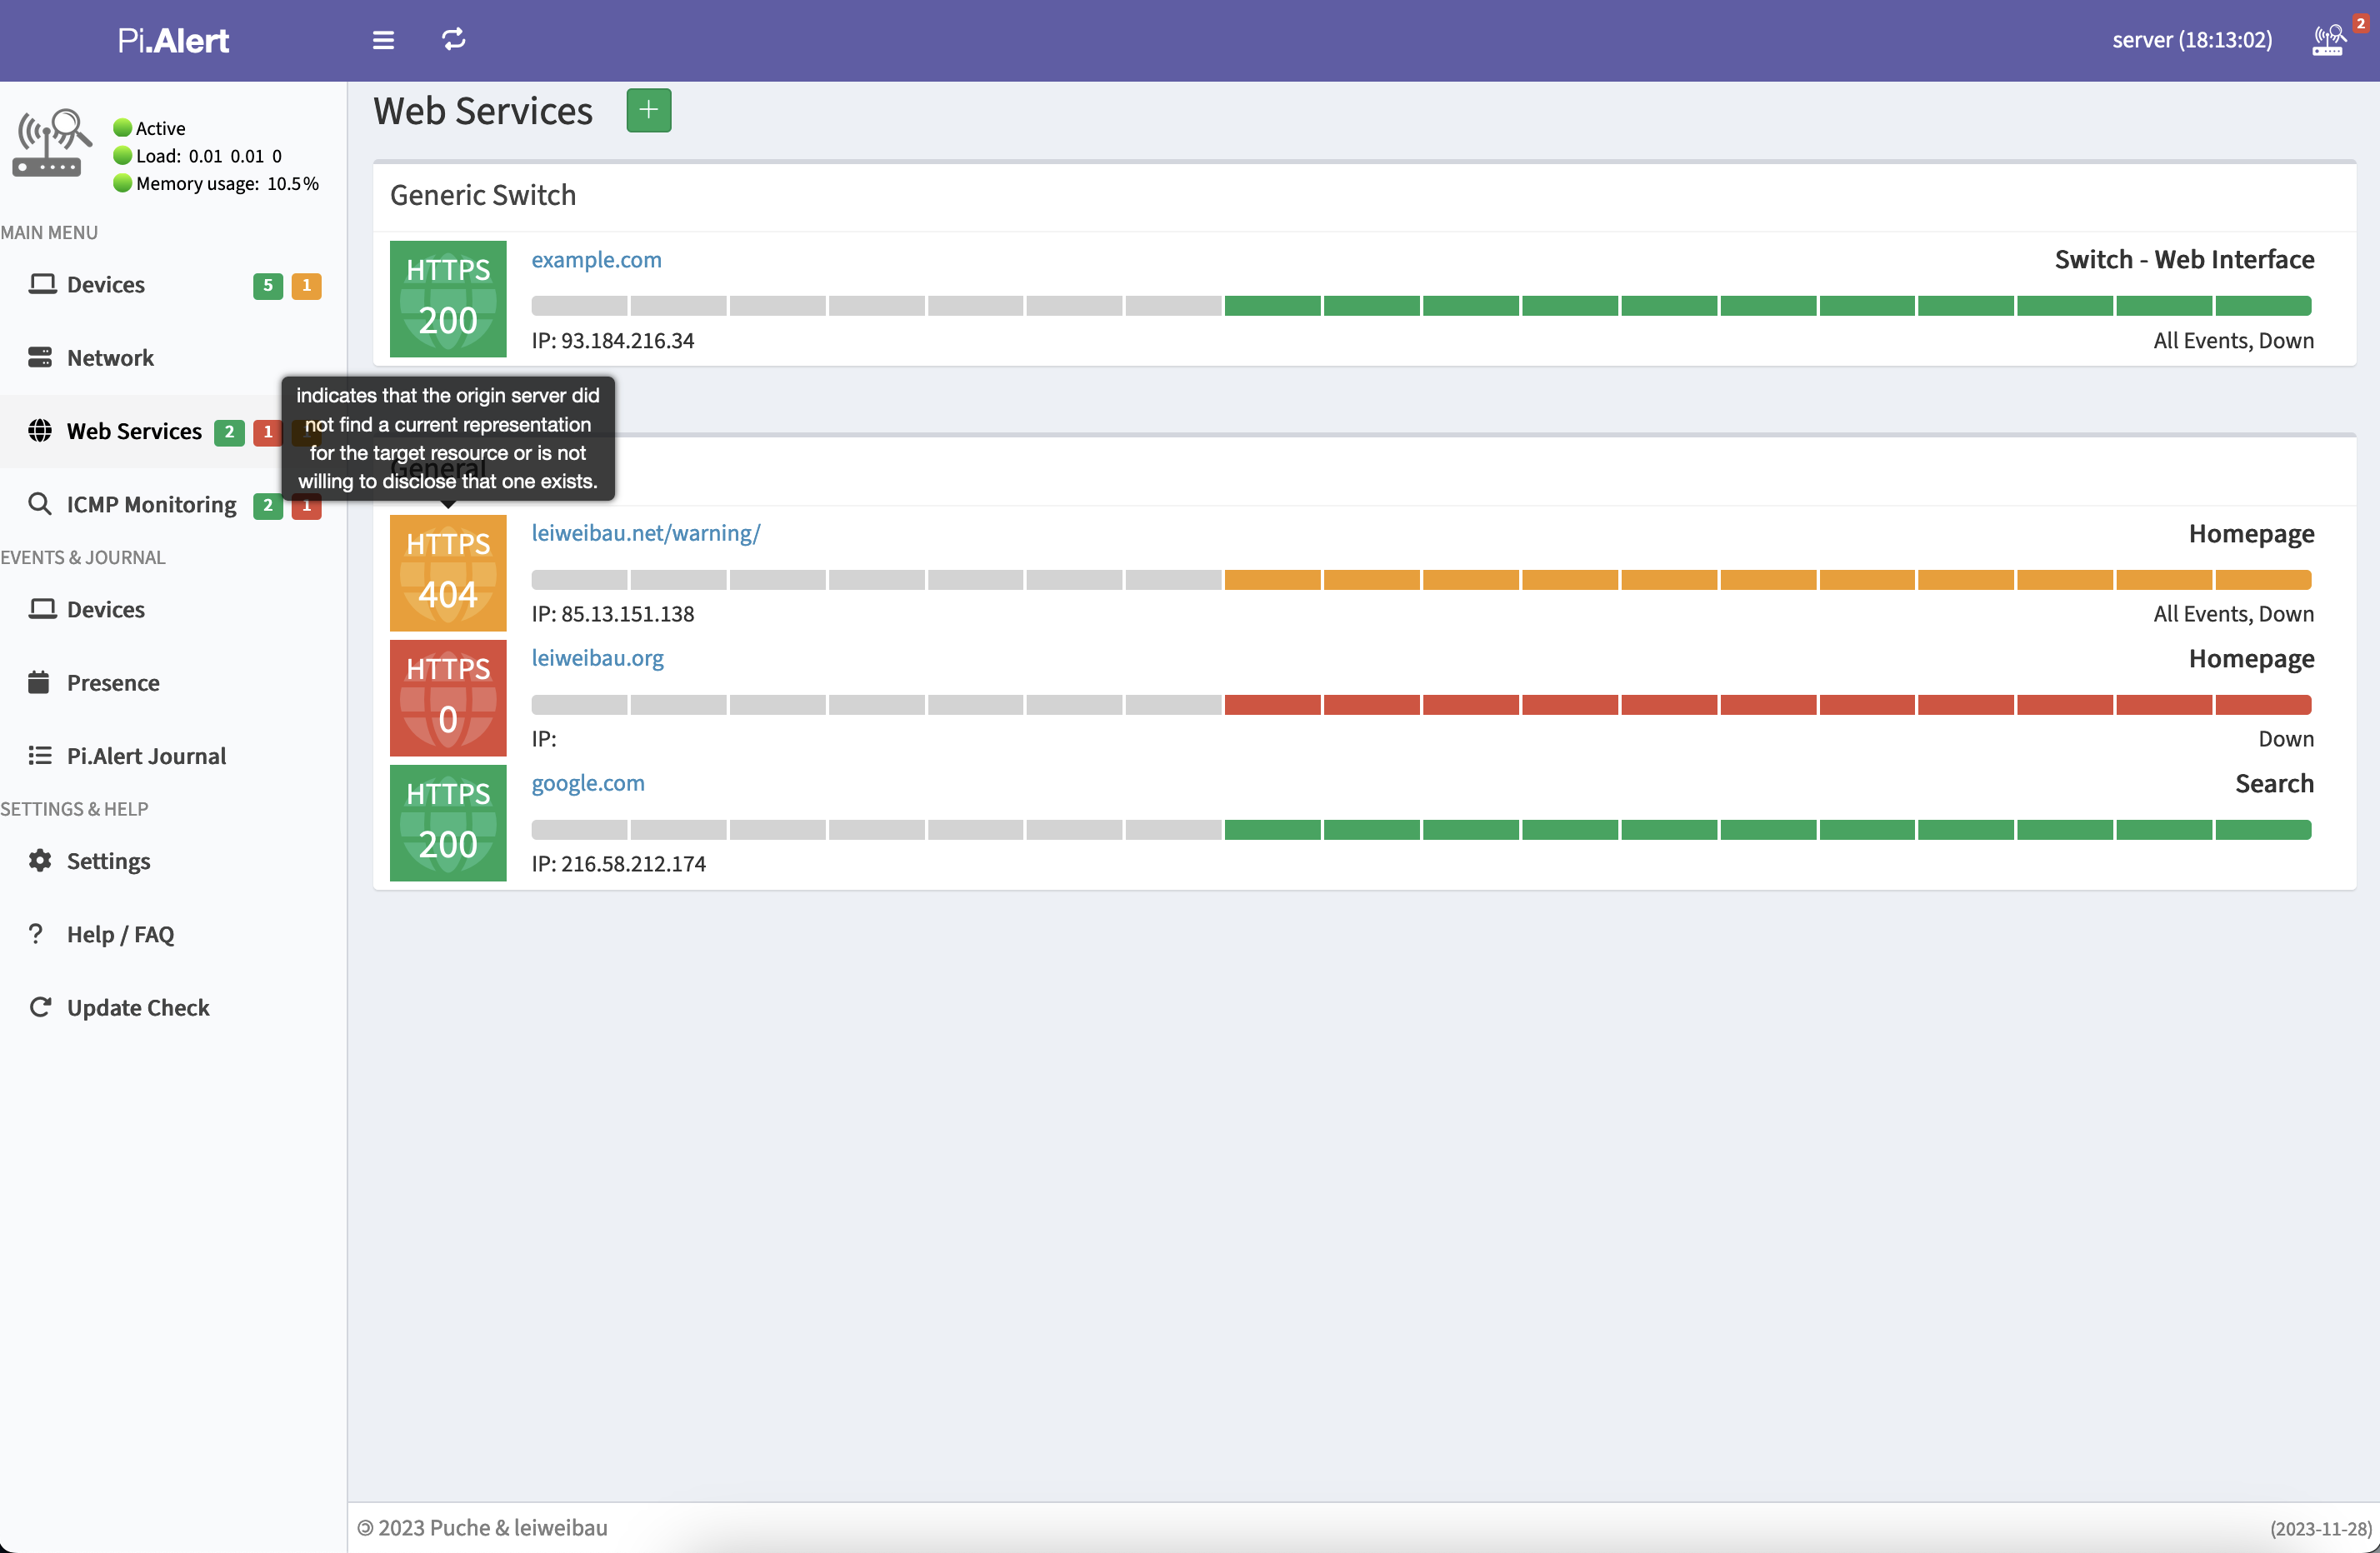 Pi.Alert
server (18:13:02)
2
Active
Load: 0.01 0.01 0
Memory usage: 10.5%
MAIN MENU
Devices 5 1
Network
Web Services 2 1
ICMP Monitoring 2 1
EVENTS & JOURNAL
Devices
Presence
Pi.Alert Journal
SETTINGS & HELP
Settings
Help / FAQ
Update Check
Web Services +
Generic Switch
HTTPS
200
example.com
Switch - Web Interface
IP: 93.184.216.34
All Events, Down
indicates that the origin server did
not find a current representation
for the target resource or is not
willing to disclose that one exists.
General
HTTPS
404
leiweibau.net/warning/
Homepage
IP: 85.13.151.138
All Events, Down
HTTPS
0
leiweibau.org
Homepage
IP:
Down
HTTPS
200
google.com
Search
IP: 216.58.212.174
© 2023 Puche & leiweibau
(2023-11-28)